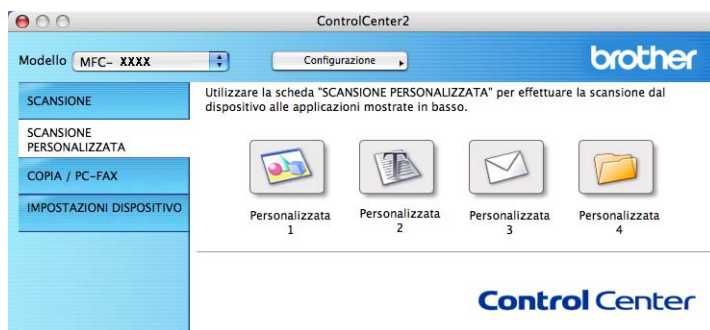 ControlCenter2
Modello MFC- XXXX Configurazione brother
SCANSIONE
SCANSIONE
PERSONALIZZATA
COPIA / PC-FAX
IMPOSTAZIONI DISPOSITIVO
Utilizzare la scheda "SCANSIONE PERSONALIZZATA" per effettuare la scansione dal
dispositivo alle applicazioni mostrate in basso.
Personalizzata
1
Personalizzata
2
Personalizzata
3
Personalizzata
4
Control Center